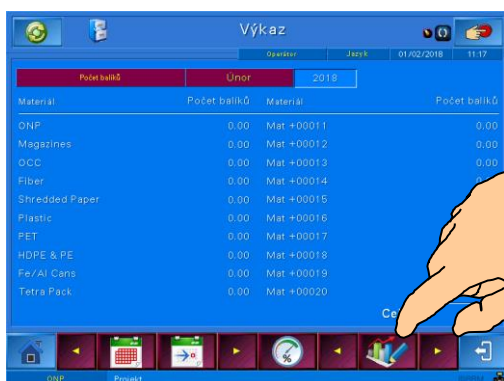 Výkaz
Operátor Jazyk 01/02/2018 11:17
Počet balíků Únor 2018
Materiál Počet balíků Materiál Počet balíků
ONP 0.00 Mat +00011 0.00
Magazines 0.00 Mat +00012 0.00
OCC 0.00 Mat +00013 0.00
Fiber 0.00 Mat +00014
Shredded Paper 0.00 Mat +00015
Plastic 0.00 Mat +00016
PET 0.00 Mat +00017
HDPE & PE 0.00 Mat +00018
Fe/Al Cans 0.00 Mat +00019
Tetra Pack 0.00 Mat +00020
ONP Projekt